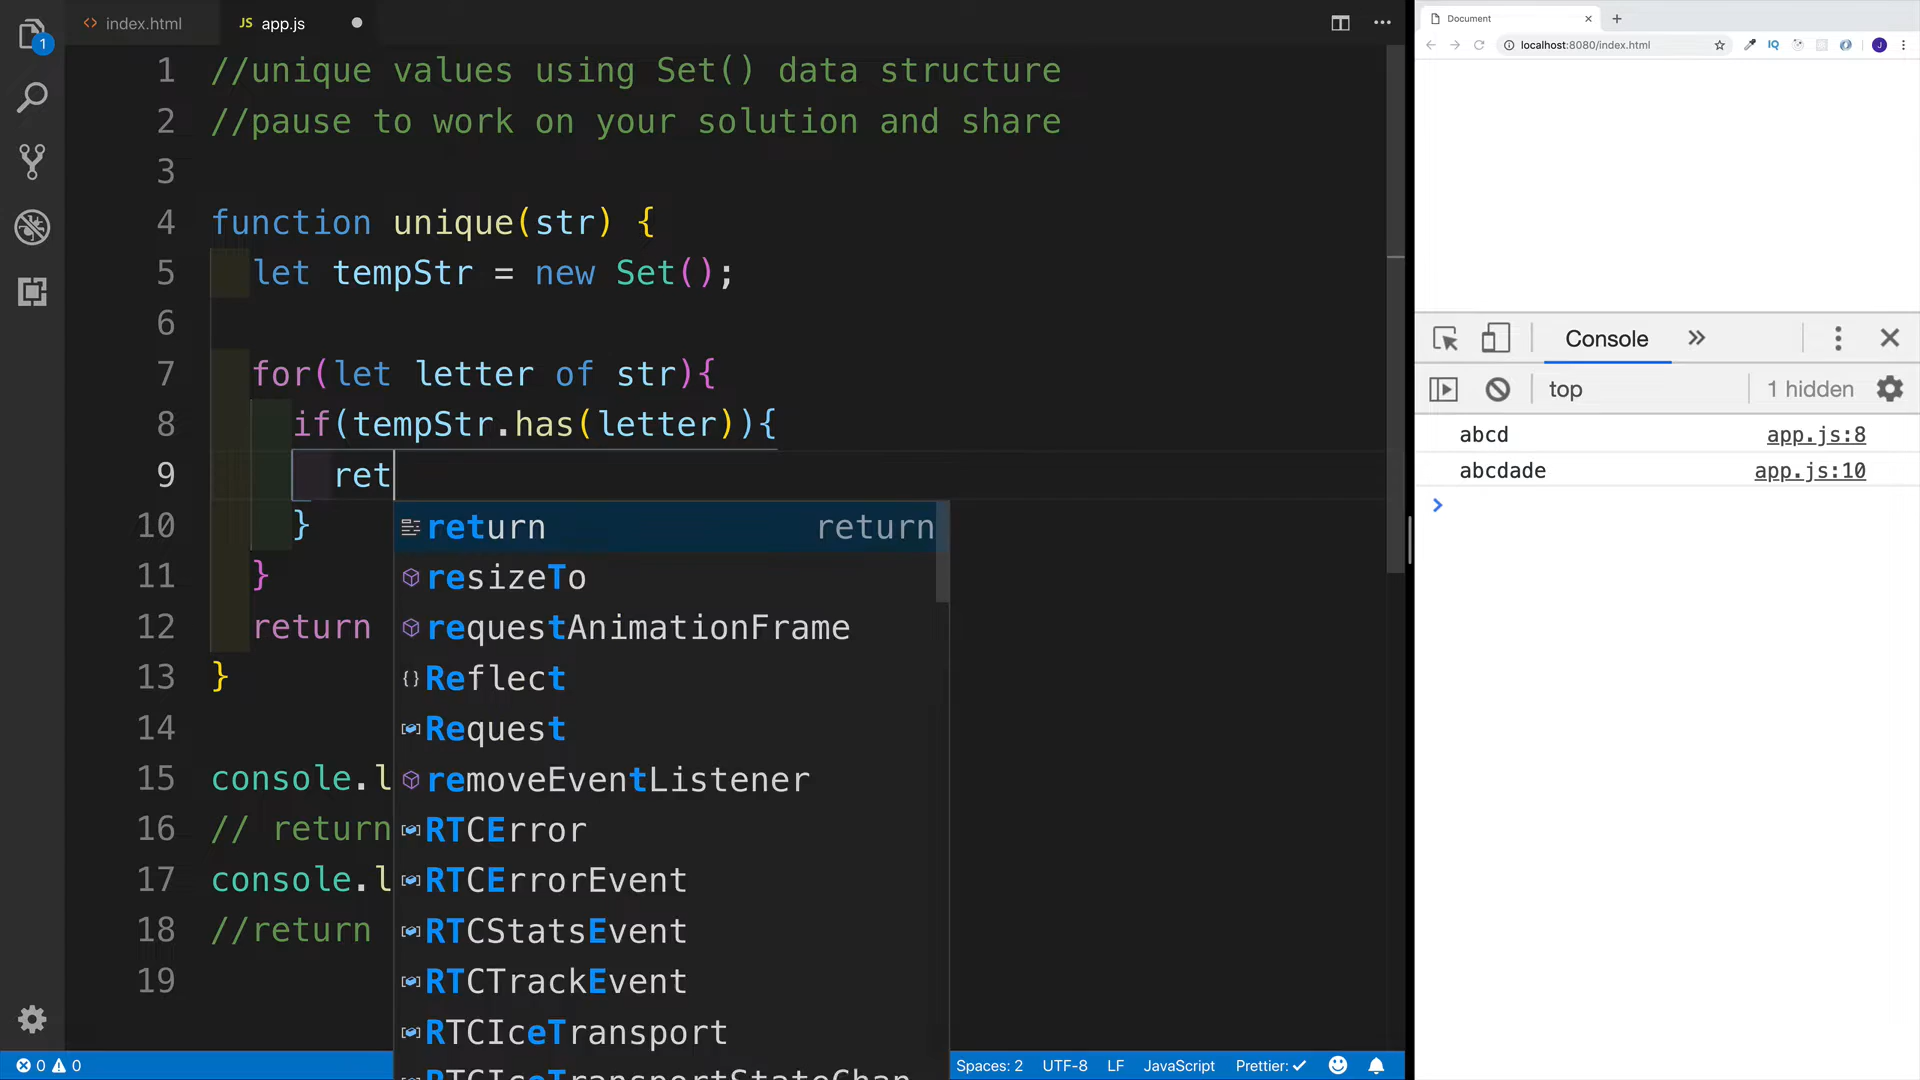 index.html
JS app.js
1 //unique values using Set() data structure
2 //pause to work on your solution and share
3
4 function unique(str) {
5 let tempStr = new Set();
6
7 for(let letter of str){
8 if(tempStr.has(letter)){
9 ret
10 }
11 }
12 return
13 }
14
15 console.l
16 // return
17 console.l
18 //return
19
return return
resizeTo
requestAnimationFrame
Reflect
Request
removeEventListener
RTCError
RTCErrorEvent
RTCStatsEvent
RTCTrackEvent
RTCIceTransport
RTCIceTransportStateChan
1
0 0
Spaces: 2 UTF-8 LF JavaScript Prettier: ✓
Document
localhost:8080/index.html
IQ
J
Console
top
1 hidden
abcd app.js:8
abcdade app.js:10